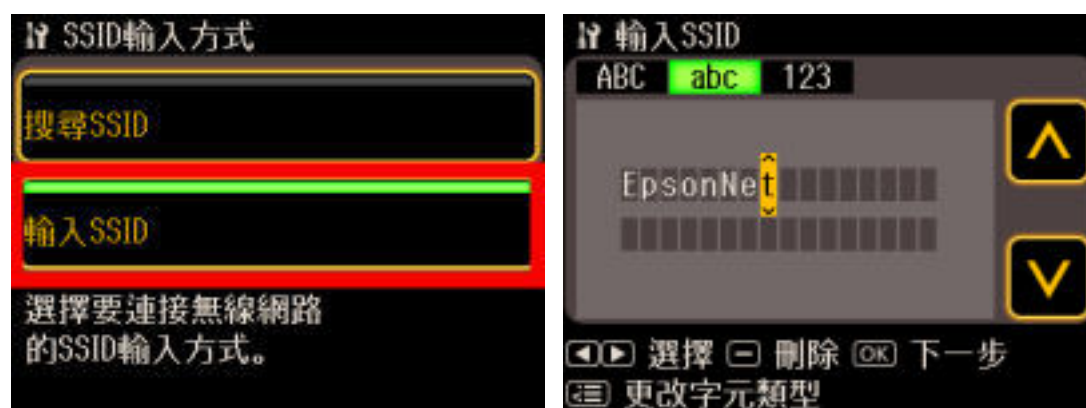 SSID輸入方式
搜尋SSID
輸入SSID
選擇要連接無線網路
的SSID輸入方式。
輸入SSID
ABC abc 123
EpsonNet
選擇 刪除 OK 下一步
更改字元類型